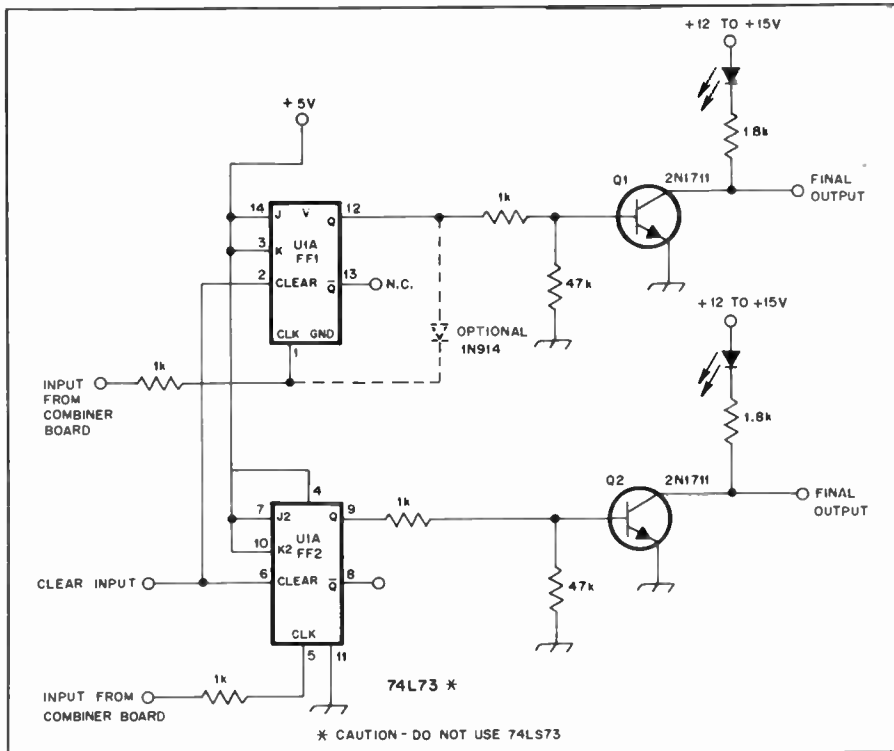 +12 TO +15V
+5V
1.8k
1k
Q1
2N1711
FINAL
OUTPUT
14
J
V
Q
12
3
K
U1A
FF1
2
CLEAR
Q̅
13
N.C.
47k
CLK
GND
1
OPTIONAL
1N914
+12 TO +15V
1k
INPUT
FROM
COMBINER
BOARD
1.8k
4
Q2
2N1711
FINAL
OUTPUT
7
J2
Q
9
1k
10
K2
U1A
FF2
CLEAR INPUT
6
CLEAR
Q̅
8
47k
CLK
5
11
1k
74L73 *
INPUT FROM
COMBINER BOARD
* CAUTION - DO NOT USE 74LS73